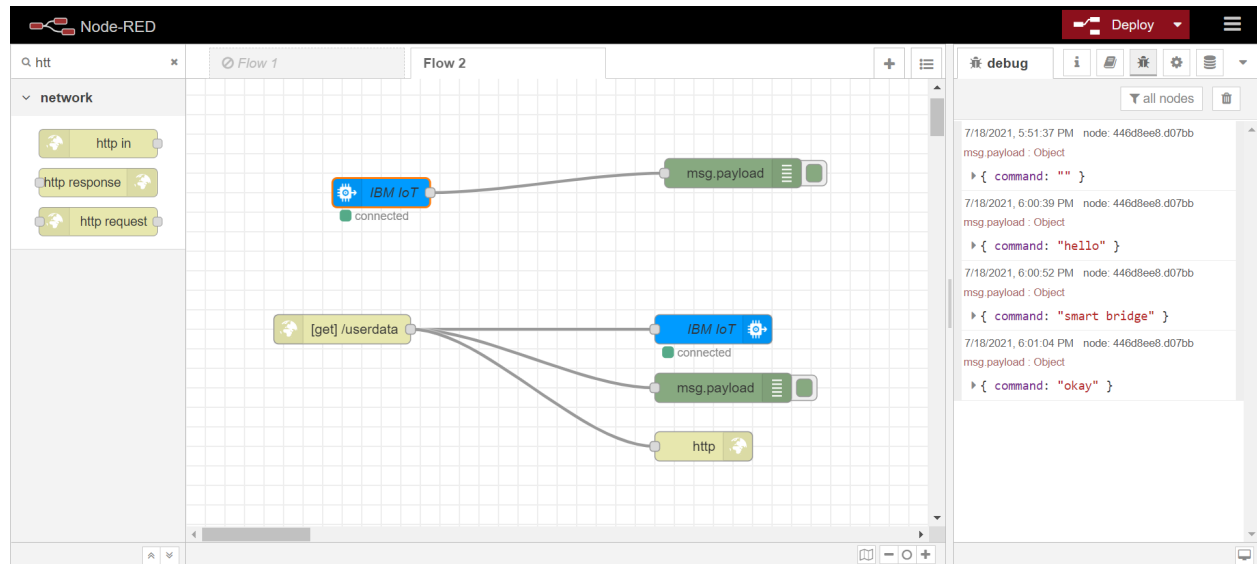 Node-RED
Deploy
htt
network
http in
http response
http request
Flow 1
Flow 2
IBM IoT
connected
msg.payload
[get] /userdata
IBM IoT
connected
msg.payload
http
debug
i
all nodes
7/18/2021, 5:51:37 PM node: 446d8ee8.d07bb
msg.payload : Object
{ command: "" }
7/18/2021, 6:00:39 PM node: 446d8ee8.d07bb
msg.payload : Object
{ command: "hello" }
7/18/2021, 6:00:52 PM node: 446d8ee8.d07bb
msg.payload : Object
{ command: "smart bridge" }
7/18/2021, 6:01:04 PM node: 446d8ee8.d07bb
msg.payload : Object
{ command: "okay" }